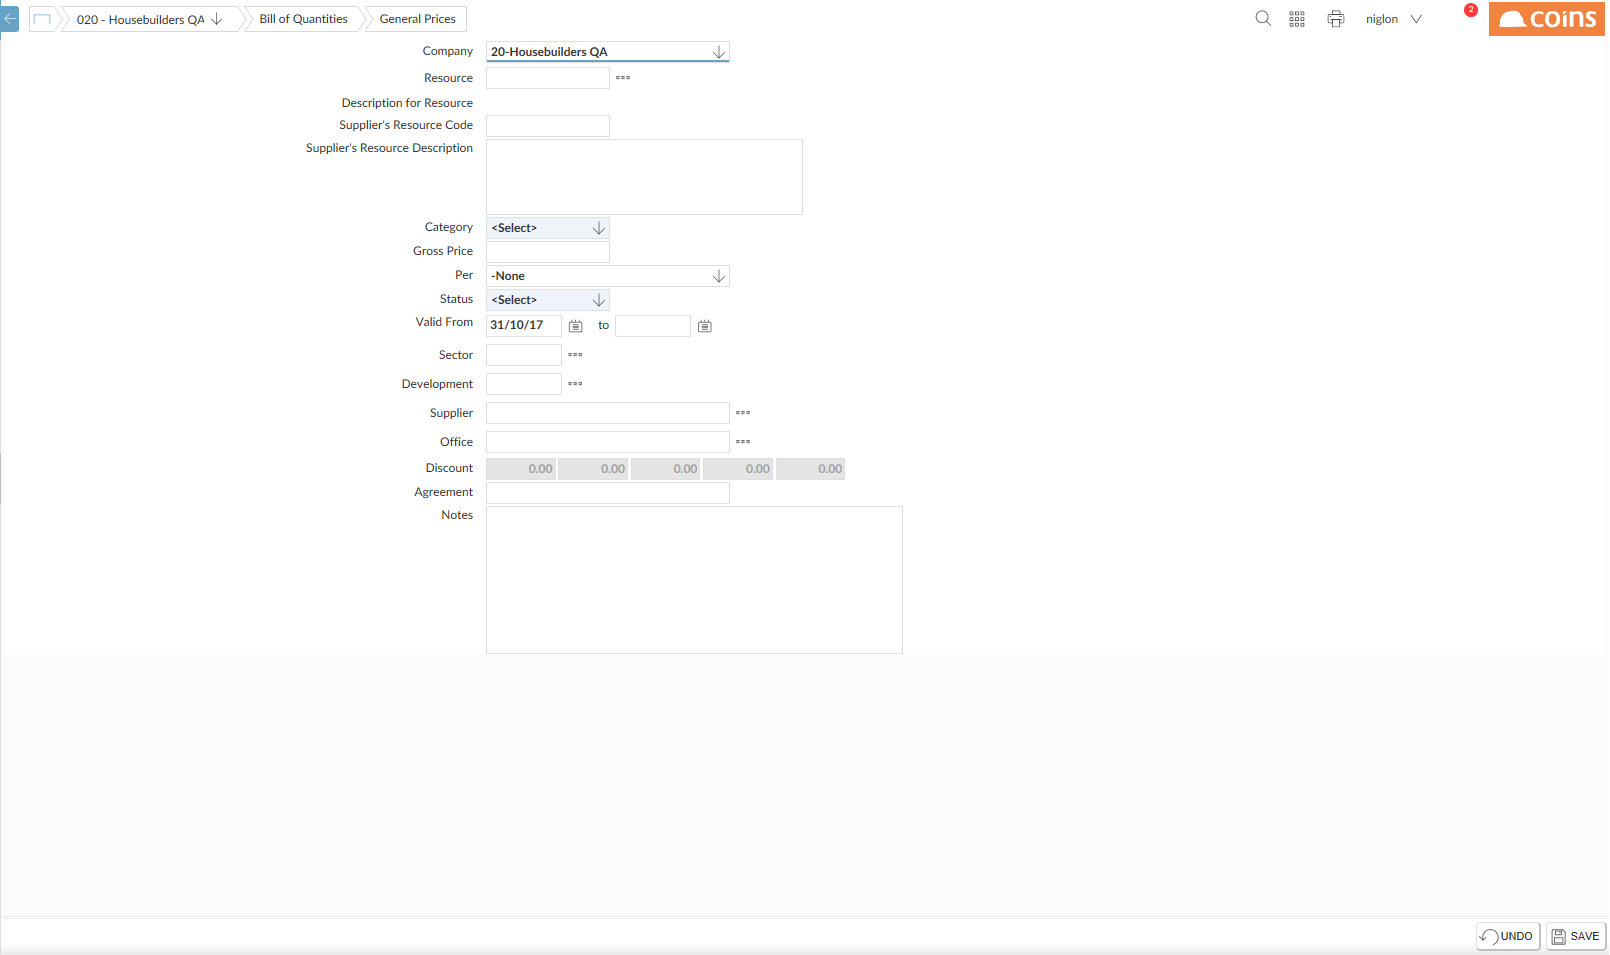 020 - Housebuilders QA
Bill of Quantities
General Prices
niglon
2
coins
Company
20-Housebuilders QA
Resource
Description for Resource
Supplier's Resource Code
Supplier's Resource Description
Category
<Select>
Gross Price
Per
-None
Status
<Select>
Valid From
31/10/17
to
Sector
Development
Supplier
Office
Discount
0.00
0.00
0.00
0.00
0.00
Agreement
Notes
UNDO
SAVE